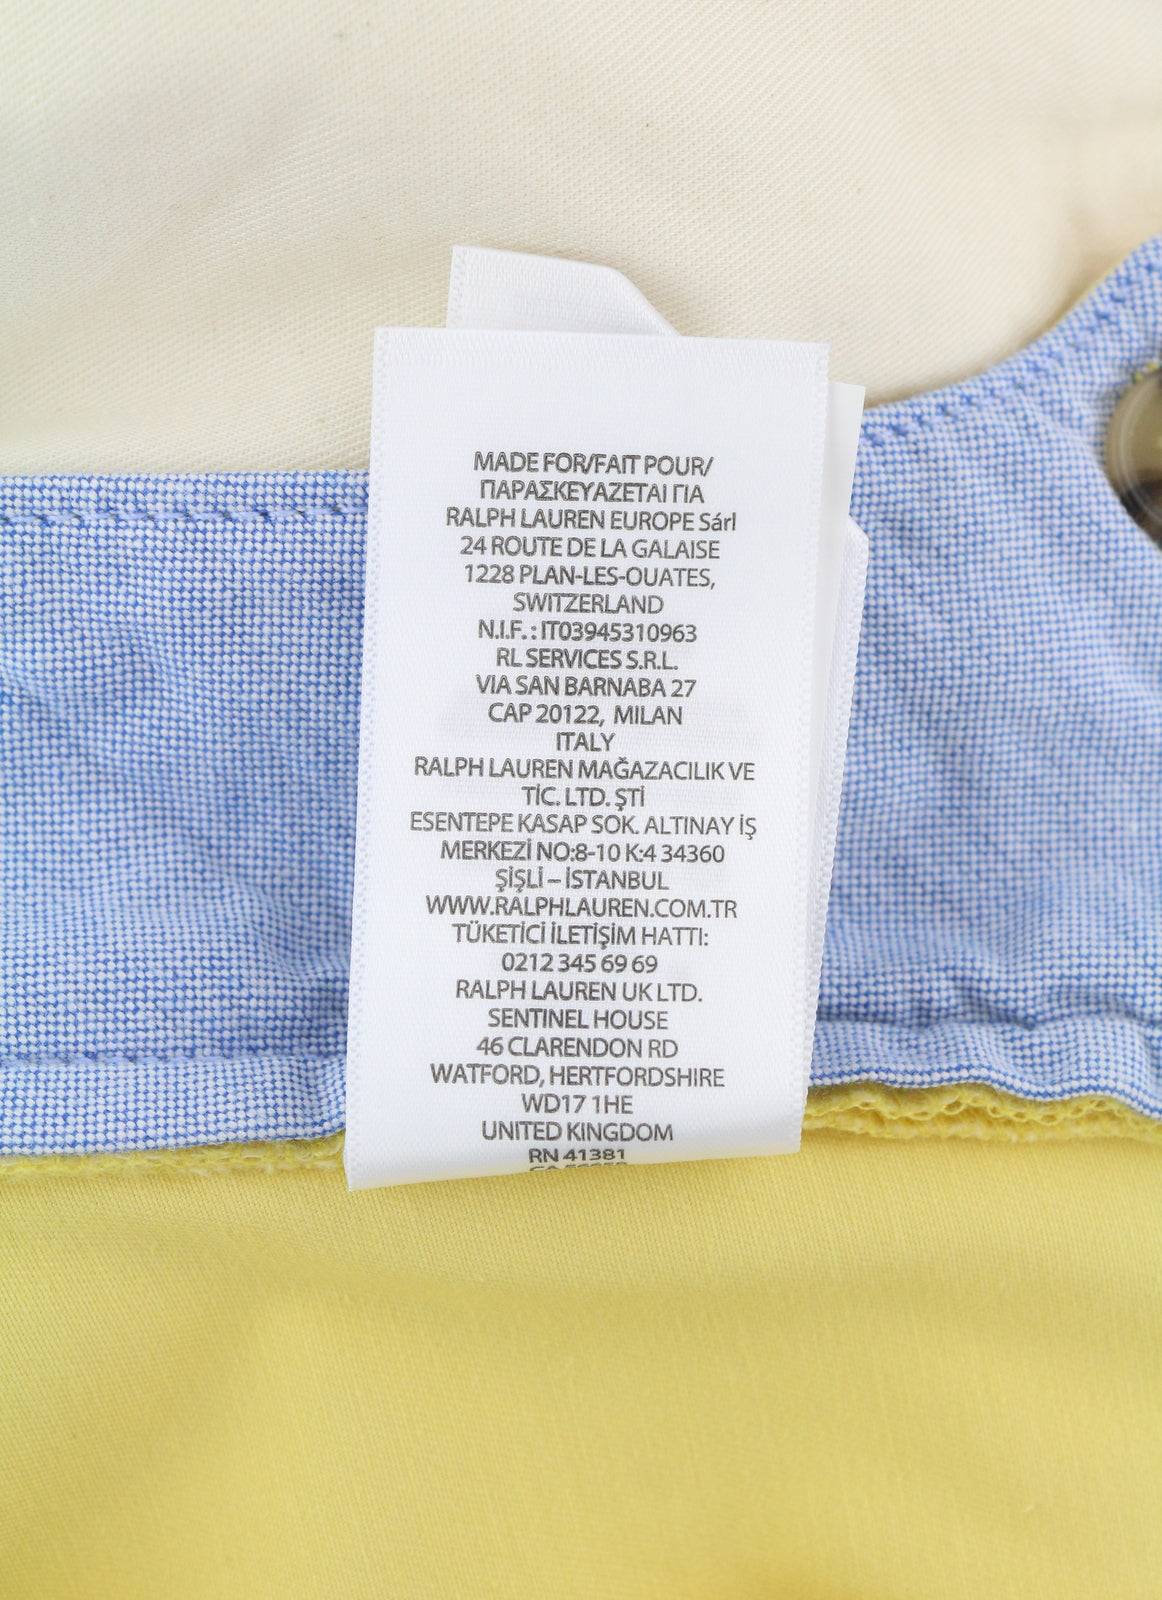 MADE FOR/FAIT POUR/
ΠΑΡΑΣΚΕΥΑΖΕΤΑΙ ΓΙΑ
RALPH LAUREN EUROPE Sárl
24 ROUTE DE LA GALAISE
1228 PLAN-LES-OUATES,
SWITZERLAND
N.I.F. : IT03945310963
RL SERVICES S.R.L.
VIA SAN BARNABA 27
CAP 20122, MILAN
ITALY
RALPH LAUREN MAĞAZACILIK VE
TİC. LTD. ŞTİ
ESENTEPE KASAP SOK. ALTINAY İŞ
MERKEZİ NO:8-10 K:4 34360
ŞİŞLİ – İSTANBUL
WWW.RALPHLAUREN.COM.TR
TÜKETİCİ İLETİŞİM HATTI:
0212 345 69 69
RALPH LAUREN UK LTD.
SENTINEL HOUSE
46 CLARENDON RD
WATFORD, HERTFORDSHIRE
WD17 1HE
UNITED KINGDOM
RN 41381